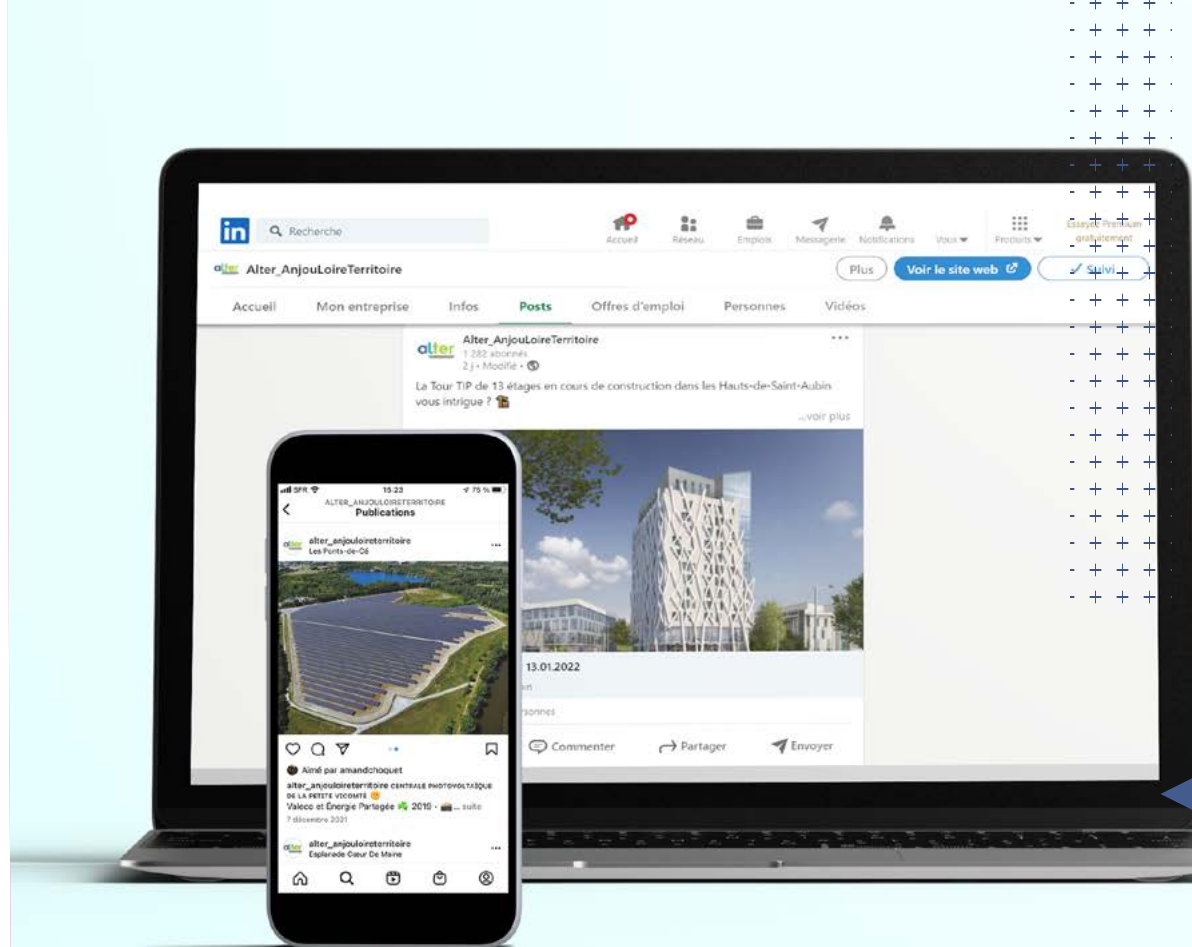 in Recherche
Accueil Réseau Emplois Messagerie Notifications Vous Produits Essayez Premium
gratuitement
alter Alter_AnjouLoireTerritoire Plus Voir le site web Suivi
Accueil Mon entreprise Infos Posts Offres d'emploi Personnes Vidéos
alter
Alter_AnjouLoireTerritoire
1 282 abonnés
2 j • Modifié •
La Tour TIP de 13 étages en cours de construction dans les Hauts-de-Saint-Aubin
vous intrigue ?
...voir plus
13.01.2022
Commenter Partager Envoyer
SFR 15:23 75 %
ALTER_ANJOULOIRETERRITOIRE
Publications
alter alter_anjouloireterritoire
Les Ponts-de-Cé
Aimé par amandchoquet
alter_anjouloireterritoire CENTRALE PHOTOVOLTAÏQUE
DE LA PETITE VICOMTÉ
Valeco et Énergie Partagée 2019 - ... suite
7 décembre 2021
alter alter_anjouloireterritoire
Esplanade Cœur De Maine